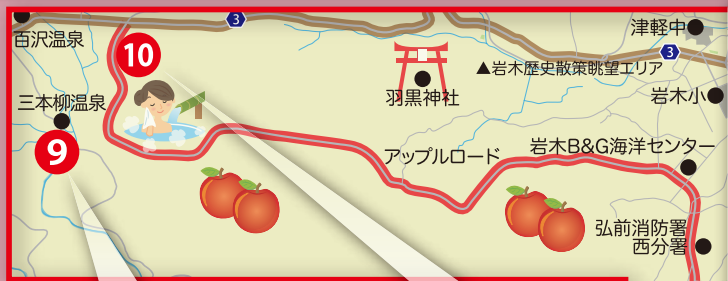 3
津軽中
百沢温泉
10
3
▲岩木歴史散策眺望エリア
三本柳温泉
羽黒神社
岩木小
9
アップルロード
岩木B&G海洋センター
弘前消防署
西分署